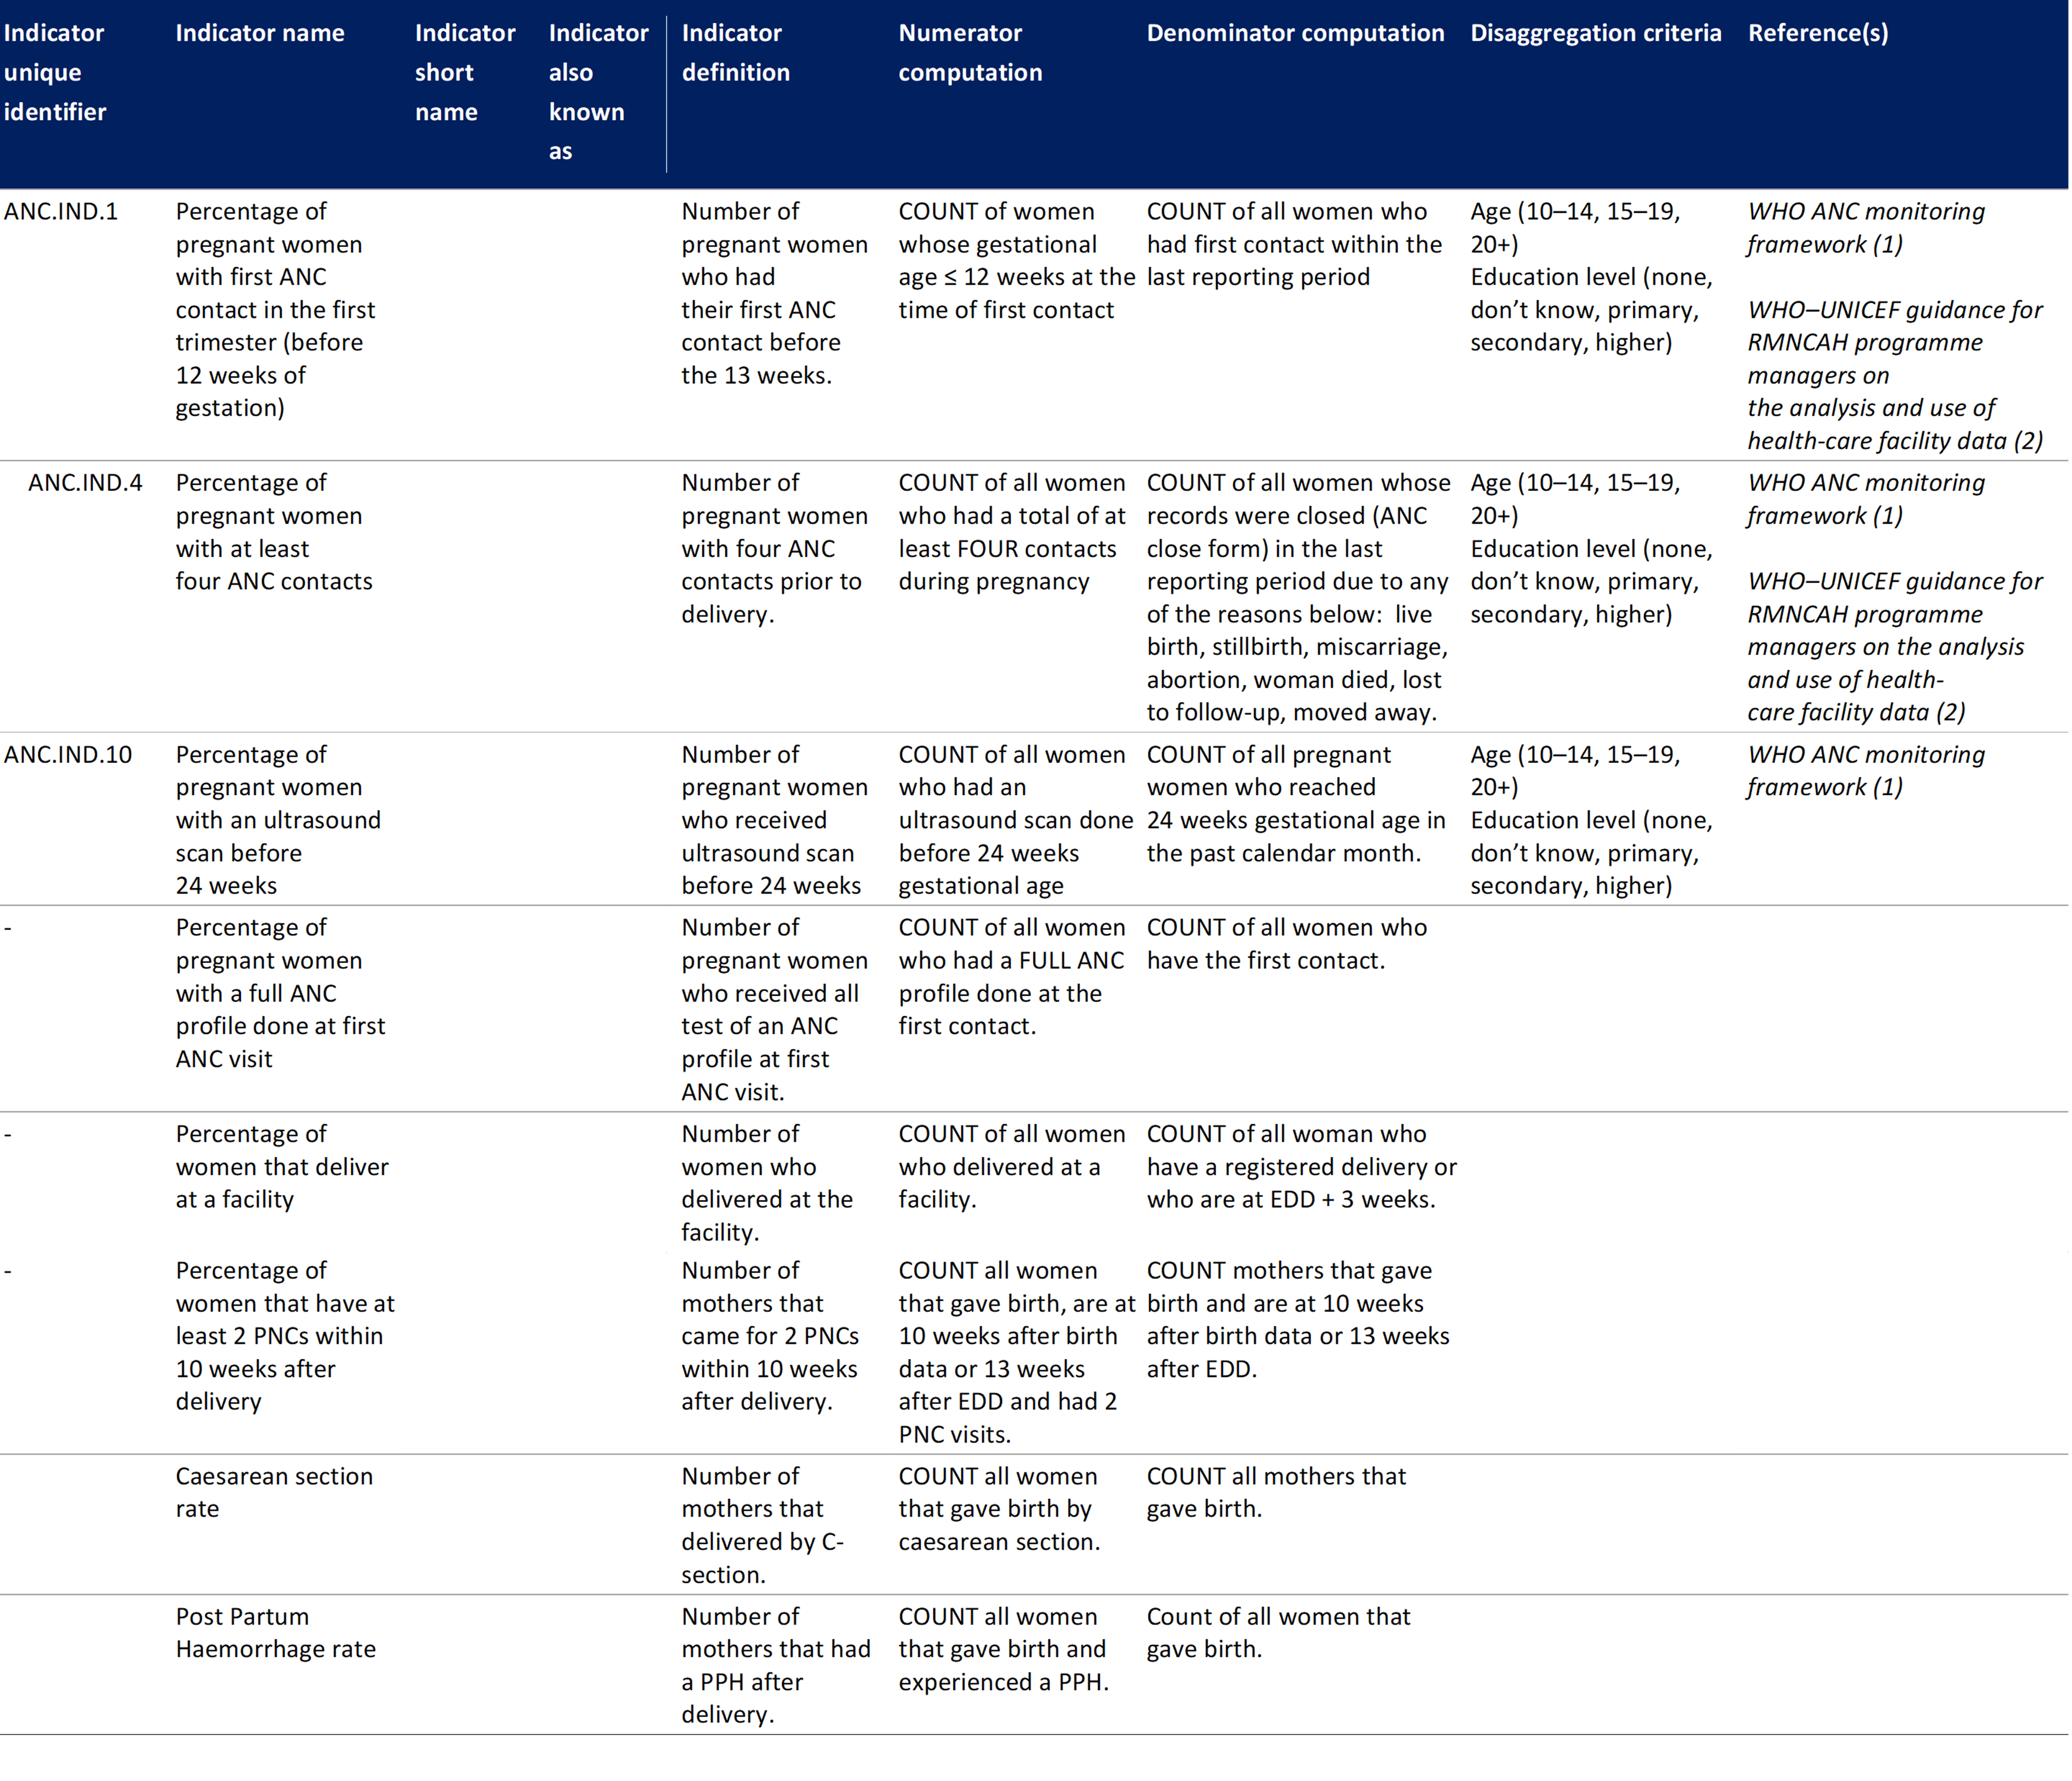 Indicator
unique
identifier
Indicator name
Indicator
short
name
Indicator
also
known
as
Indicator
definition
Numerator
computation
Denominator computation
Disaggregation criteria
Reference(s)
ANC.IND.1
Percentage of
pregnant women
with first ANC
contact in the first
trimester (before
12 weeks of
gestation)
Number of
pregnant women
who had
their first ANC
contact before
the 13 weeks.
COUNT of women
whose gestational
age ≤ 12 weeks at the
time of first contact
COUNT of all women who
had first contact within the
last reporting period
Age (10–14, 15–19,
20+)
Education level (none,
don’t know, primary,
secondary, higher)
WHO ANC monitoring
framework (1)
WHO–UNICEF guidance for
RMNCAH programme
managers on
the analysis and use of
health-care facility data (2)
ANC.IND.4
Percentage of
pregnant women
with at least
four ANC contacts
Number of
pregnant women
with four ANC
contacts prior to
delivery.
COUNT of all women
who had a total of at
least FOUR contacts
during pregnancy
COUNT of all women whose
records were closed (ANC
close form) in the last
reporting period due to any
of the reasons below: live
birth, stillbirth, miscarriage,
abortion, woman died, lost
to follow-up, moved away.
Age (10–14, 15–19,
20+)
Education level (none,
don’t know, primary,
secondary, higher)
WHO ANC monitoring
framework (1)
WHO–UNICEF guidance for
RMNCAH programme
managers on the analysis
and use of health-
care facility data (2)
ANC.IND.10
Percentage of
pregnant women
with an ultrasound
scan before
24 weeks
Number of
pregnant women
who received
ultrasound scan
before 24 weeks
COUNT of all women
who had an
ultrasound scan done
before 24 weeks
gestational age
COUNT of all pregnant
women who reached
24 weeks gestational age in
the past calendar month.
Age (10–14, 15–19,
20+)
Education level (none,
don’t know, primary,
secondary, higher)
WHO ANC monitoring
framework (1)
-
Percentage of
pregnant women
with a full ANC
profile done at first
ANC visit
Number of
pregnant women
who received all
test of an ANC
profile at first
ANC visit.
COUNT of all women
who had a FULL ANC
profile done at the
first contact.
COUNT of all women who
have the first contact.
-
Percentage of
women that deliver
at a facility
Number of
women who
delivered at the
facility.
COUNT of all women
who delivered at a
facility.
COUNT of all woman who
have a registered delivery or
who are at EDD + 3 weeks.
-
Percentage of
women that have at
least 2 PNCs within
10 weeks after
delivery
Number of
mothers that
came for 2 PNCs
within 10 weeks
after delivery.
COUNT all women
that gave birth, are at
10 weeks after birth
data or 13 weeks
after EDD and had 2
PNC visits.
COUNT mothers that gave
birth and are at 10 weeks
after birth data or 13 weeks
after EDD.
Caesarean section
rate
Number of
mothers that
delivered by C-
section.
COUNT all women
that gave birth by
caesarean section.
COUNT all mothers that
gave birth.
Post Partum
Haemorrhage rate
Number of
mothers that had
a PPH after
delivery.
COUNT all women
that gave birth and
experienced a PPH.
Count of all women that
gave birth.